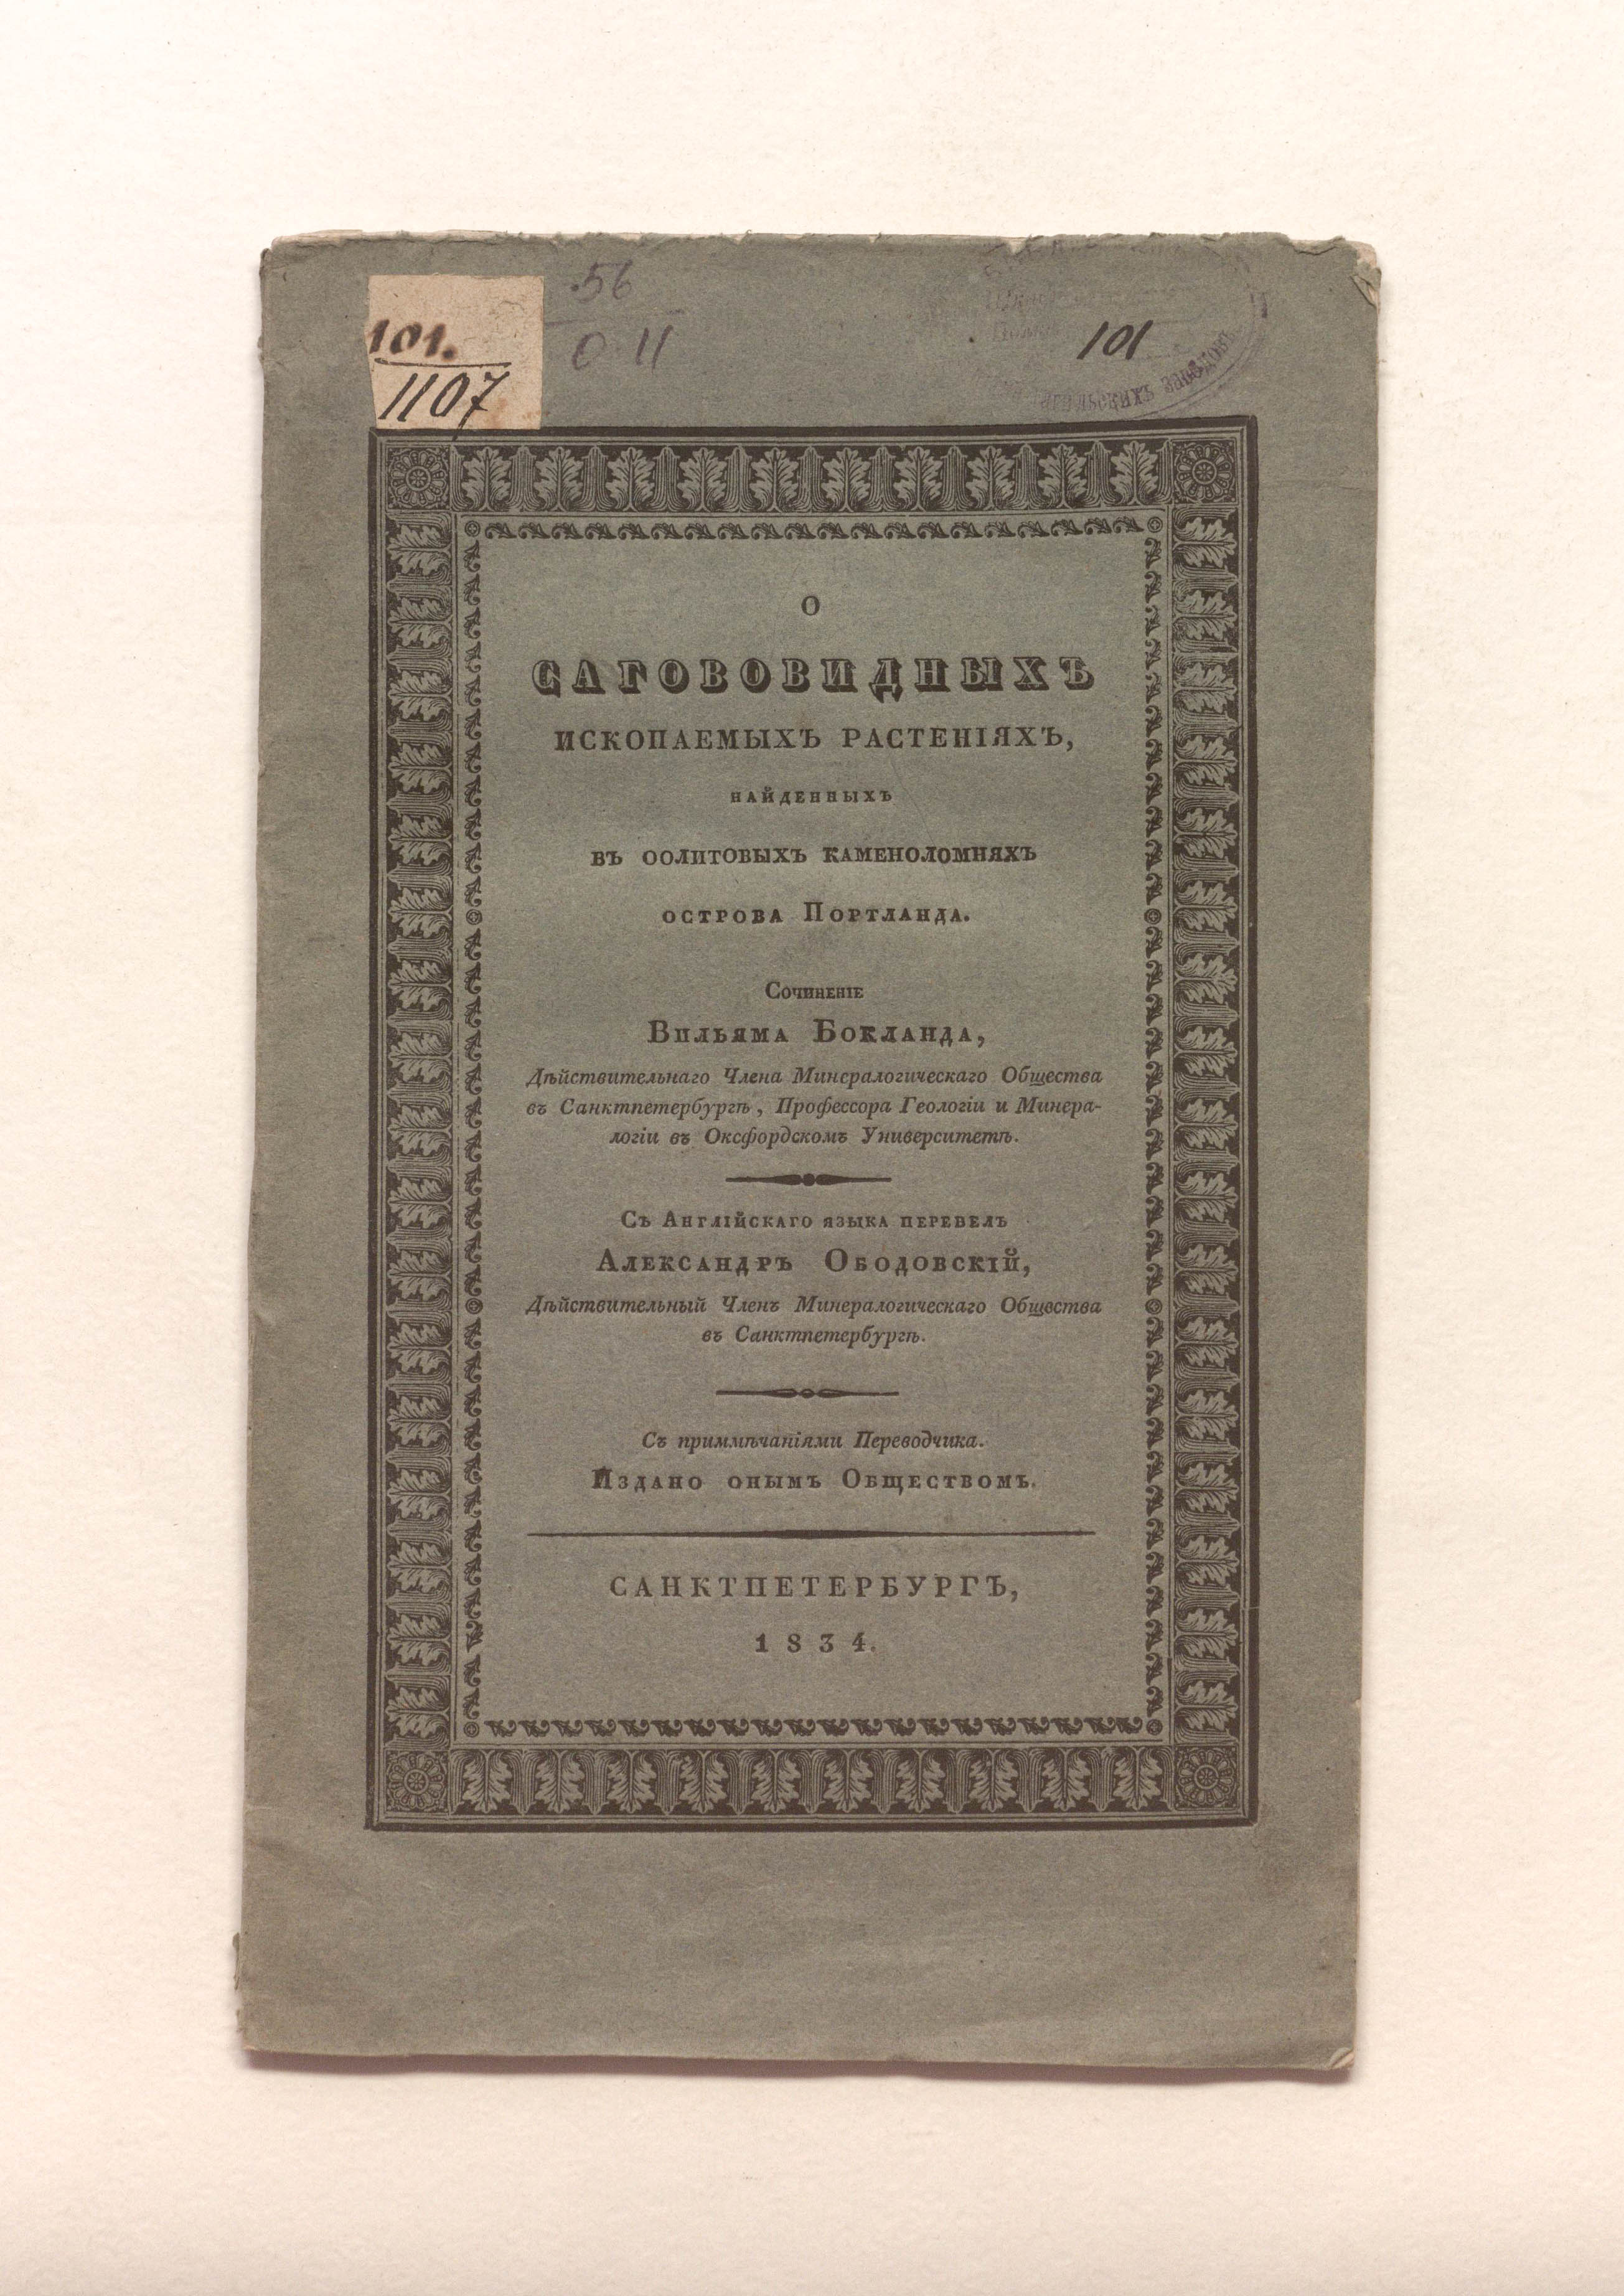 101.
1107
56
0 11
101
О
САГОВОВИДНЫХЪ
ИСКОПАЕМЫХЪ РАСТЕНІЯХЪ,
НАЙДЕННЫХЪ
ВЪ ООЛИТОВЫХЪ КАМЕНОЛОМНЯХЪ
ОСТРОВА ПОРТЛАНДА.
СОЧИНЕНІЕ
ВИЛЬЯМА БОКЛАНДА,
Дѣйствительнаго Члена Минералогическаго Общества
въ Санктпетербургѣ, Профессора Геологіи и Минера-
логіи въ Оксфордскомъ Университетѣ.
СЪ АНГЛІЙСКАГО ЯЗЫКА ПЕРЕВЕЛЪ
АЛЕКСАНДРЪ ОБОДОВСКІЙ,
Дѣйствительный Членъ Минералогическаго Общества
въ Санктпетербургѣ.
Съ приммѣчаніями Переводчика.
ИЗДАНО ОНЫМЪ ОБЩЕСТВОМЪ.
САНКТПЕТЕРБУРГЪ,
1834.